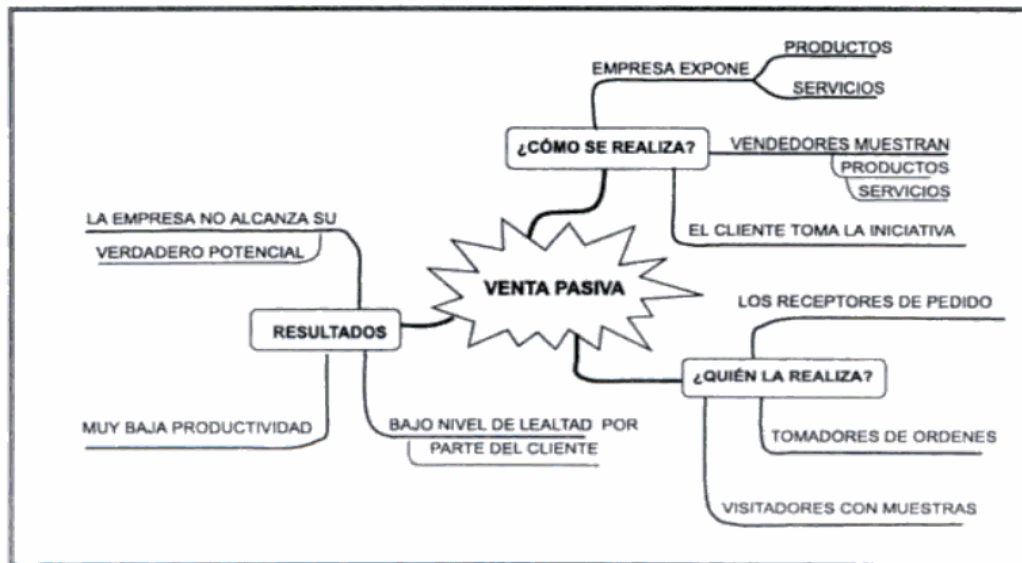 PRODUCTOS
EMPRESA EXPONE
SERVICIOS
¿CÓMO SE REALIZA?
VENDEDORES MUESTRAN
PRODUCTOS
SERVICIOS
EL CLIENTE TOMA LA INICIATIVA
LA EMPRESA NO ALCANZA SU
VERDADERO POTENCIAL
VENTA PASIVA
RESULTADOS
MUY BAJA PRODUCTIVIDAD
BAJO NIVEL DE LEALTAD POR
PARTE DEL CLIENTE
LOS RECEPTORES DE PEDIDO
¿QUIÉN LA REALIZA?
TOMADORES DE ORDENES
VISITADORES CON MUESTRAS